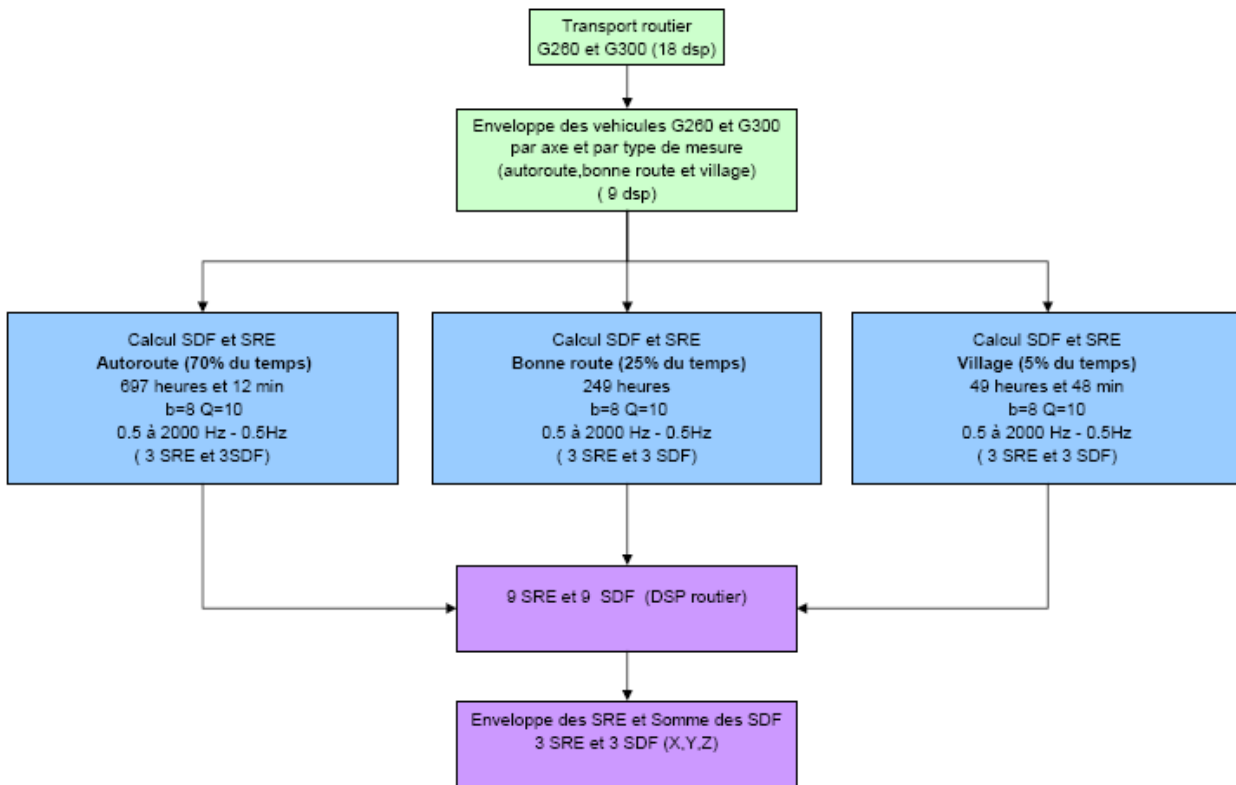 Transport routier
G260 et G300 (18 dsp)
Enveloppe des vehicules G260 et G300
par axe et par type de mesure
(autoroute,bonne route et village)
( 9 dsp)
Calcul SDF et SRE
Autoroute (70% du temps)
697 heures et 12 min
b=8 Q=10
0.5 à 2000 Hz - 0.5Hz
( 3 SRE et 3SDF)
Calcul SDF et SRE
Bonne route (25% du temps)
249 heures
b=8 Q=10
0.5 à 2000 Hz - 0.5Hz
( 3 SRE et 3 SDF)
Calcul SDF et SRE
Village (5% du temps)
49 heures et 48 min
b=8 Q=10
0.5 à 2000 Hz - 0.5Hz
( 3 SRE et 3 SDF)
9 SRE et 9 SDF (DSP routier)
Enveloppe des SRE et Somme des SDF
3 SRE et 3 SDF (X,Y,Z)